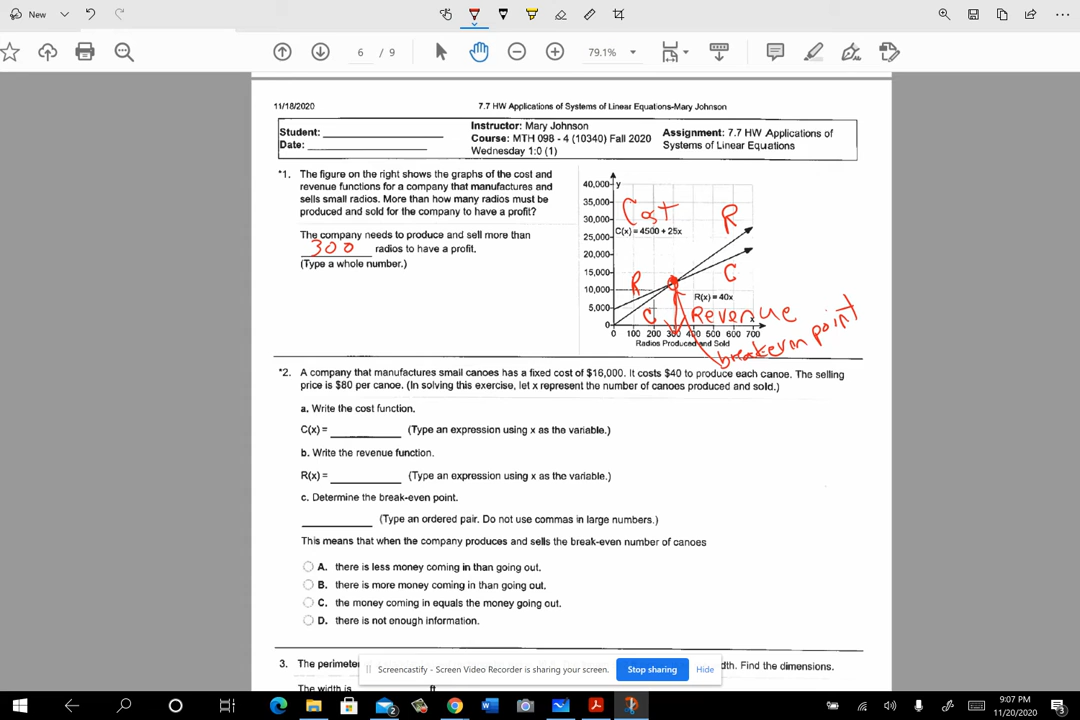 New
6 / 9
79.1%
11/18/2020
7.7 HW Applications of Systems of Linear Equations-Mary Johnson
Student:
Date:
Instructor: Mary Johnson
Course: MTH 098 - 4 (10340) Fall 2020
Wednesday 1:0 (1)
Assignment: 7.7 HW Applications of
Systems of Linear Equations
*1. The figure on the right shows the graphs of the cost and
revenue functions for a company that manufactures and
sells small radios. More than how many radios must be
produced and sold for the company to have a profit?
The company needs to produce and sell more than
300 radios to have a profit.
(Type a whole number.)
40,000 y
35,000
30,000
25,000
20,000
15,000
10,000
5,000
0
Cost
R
C(x) = 4500 + 25x
C
R
R(x) = 40x
C
Revenue
x
0 100 200 300 400 500 600 700
Radios Produced and Sold
breakeven point
*2. A company that manufactures small canoes has a fixed cost of $16,000. It costs $40 to produce each canoe. The selling
price is $80 per canoe. (In solving this exercise, let x represent the number of canoes produced and sold.)
a. Write the cost function.
C(x) = (Type an expression using x as the variable.)
b. Write the revenue function.
R(x) = (Type an expression using x as the variable.)
c. Determine the break-even point.
(Type an ordered pair. Do not use commas in large numbers.)
This means that when the company produces and sells the break-even number of canoes
A. there is less money coming in than going out.
B. there is more money coming in than going out.
C. the money coming in equals the money going out.
D. there is not enough information.
3. The perimeter
dth. Find the dimensions.
The width is ft
Screencastify - Screen Video Recorder is sharing your screen.
Stop sharing
Hide
9:07 PM
11/20/2020